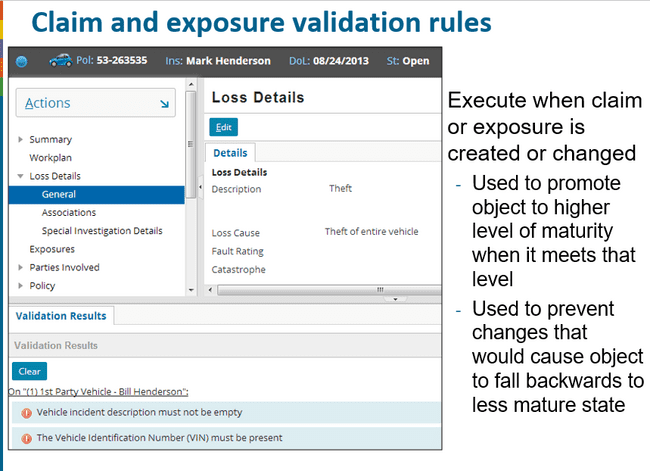 Claim and exposure validation rules
Pol: 53-263535 Ins: Mark Henderson DoL: 08/24/2013 St: Open
Actions
Summary
Workplan
Loss Details
General
Associations
Special Investigation Details
Exposures
Parties Involved
Policy
Loss Details
Edit
Details
Loss Details
Description Theft
Loss Cause Theft of entire vehicle
Fault Rating
Catastrophe
Validation Results
Validation Results
Clear
On "(1) 1st Party Vehicle - Bill Henderson":
Vehicle incident description must not be empty
The Vehicle Identification Number (VIN) must be present
Execute when claim
or exposure is
created or changed
- Used to promote
object to higher
level of maturity
when it meets that
level
- Used to prevent
changes that
would cause object
to fall backwards to
less mature state